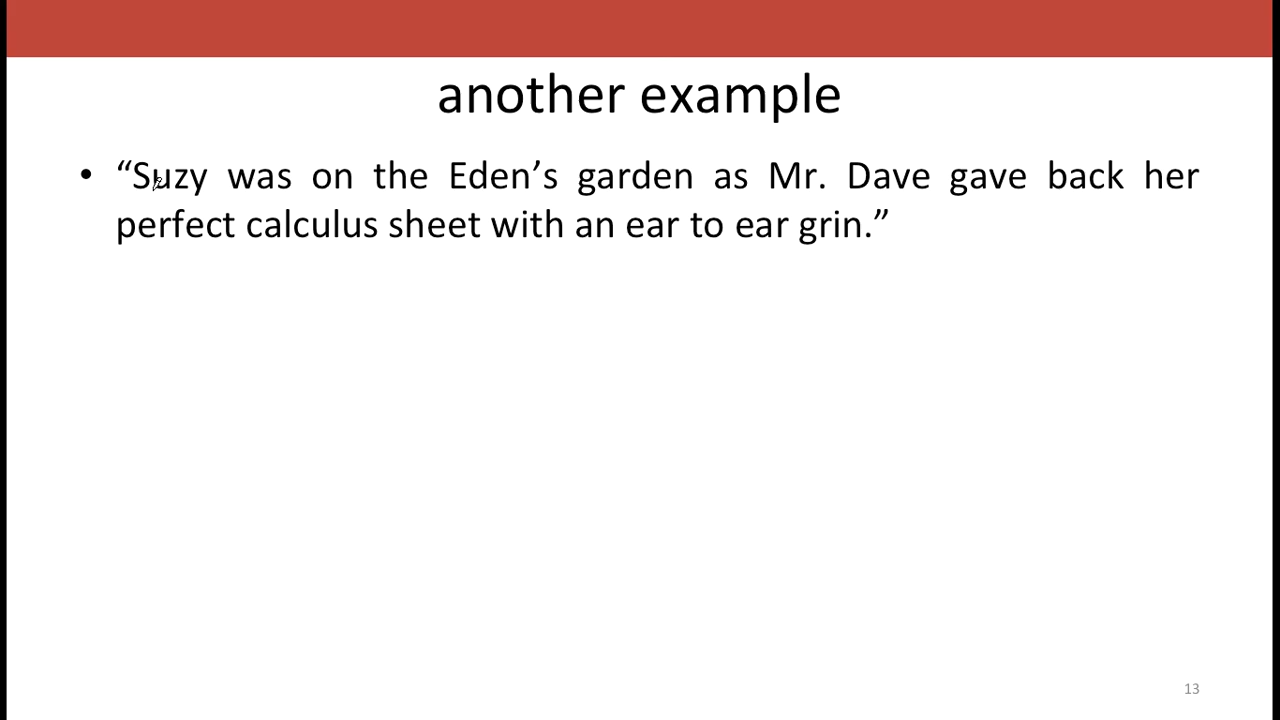 another example
• “Suzy was on the Eden’s garden as Mr. Dave gave back her
perfect calculus sheet with an ear to ear grin.”
13